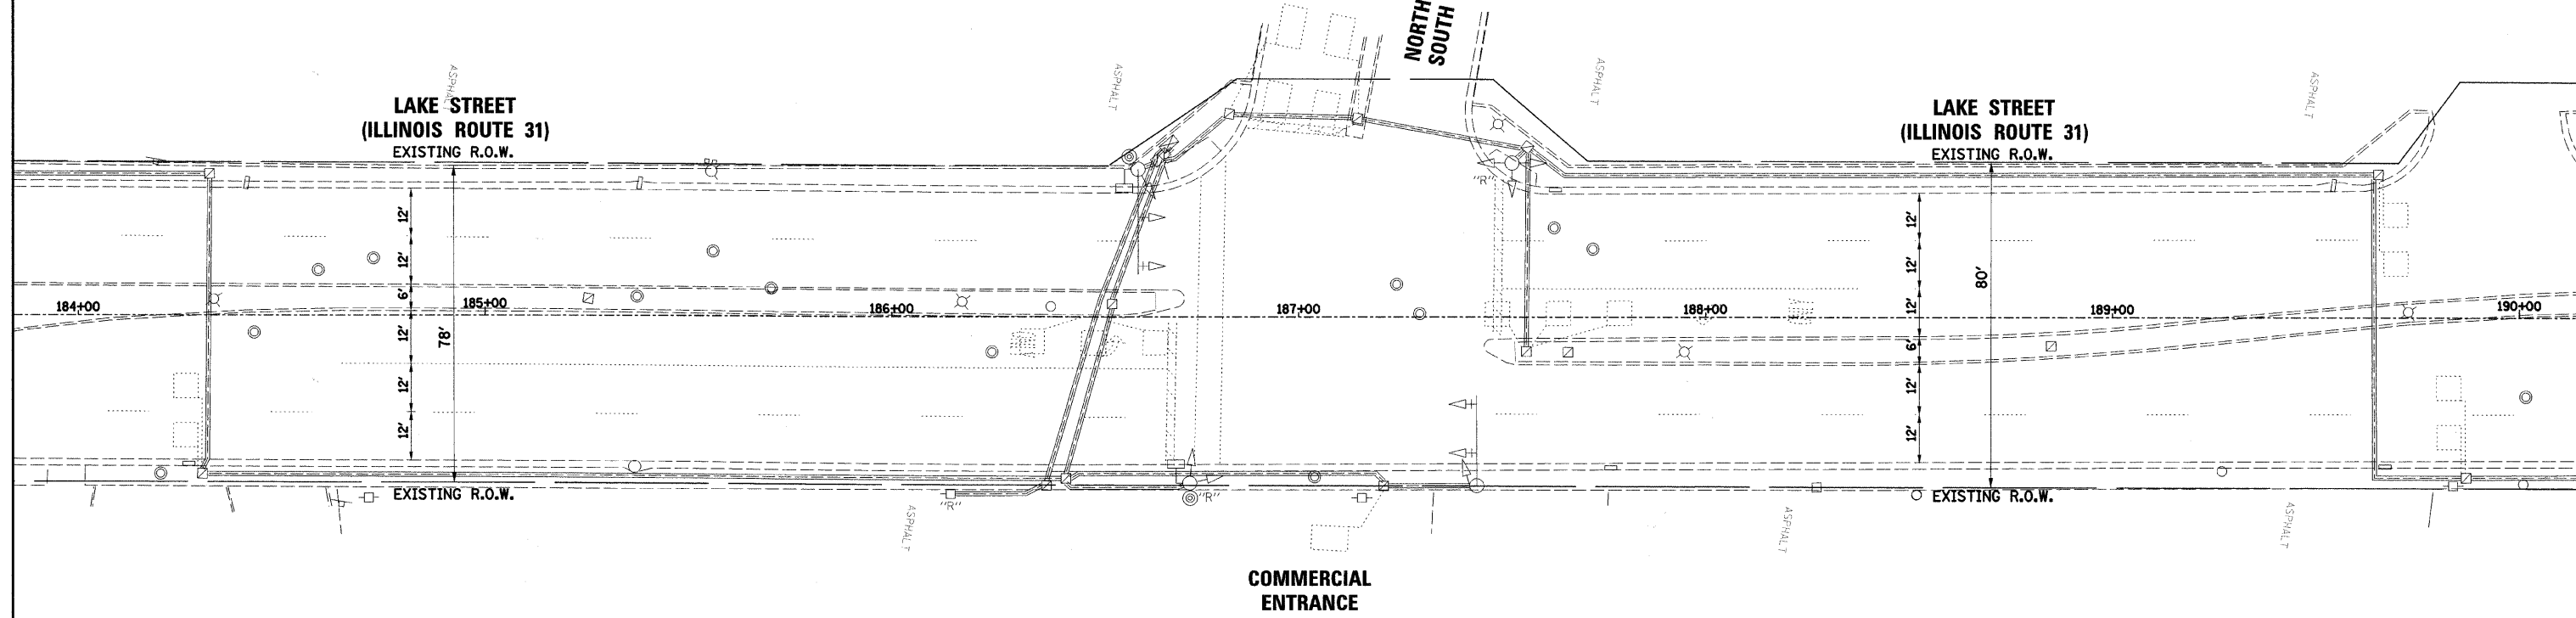 NORTH
SOUTH
ASPHALT
ASPHALT
ASPHALT
ASPHALT
LAKE STREET
(ILLINOIS ROUTE 31)
EXISTING R.O.W.
LAKE STREET
(ILLINOIS ROUTE 31)
EXISTING R.O.W.
"R"
12'
12'
6'
12'
12'
12'
78'
12'
12'
12'
6'
12'
12'
80'
184+00
185+00
186+00
187+00
188+00
189+00
190+00
EXISTING R.O.W.
"R"
"R"
EXISTING R.O.W.
ASPHALT
ASPHALT
ASPHALT
COMMERCIAL
ENTRANCE